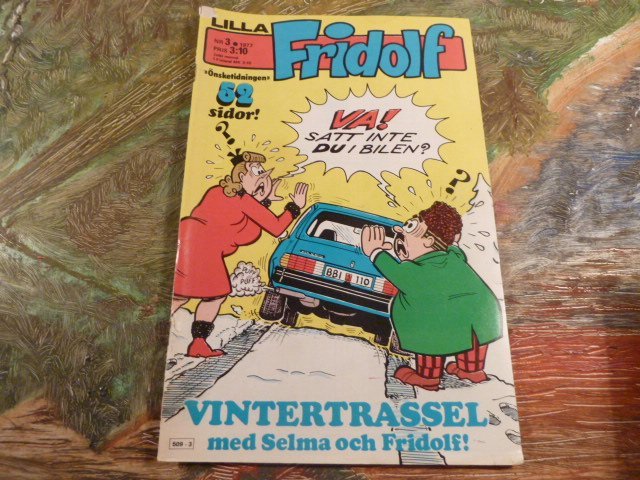 LILLA
Fridolf
NR 3 • 1977
PRIS 3:10
»Önsketidningen»
52
sidor!
VA!
SATT INTE
DU I BILEN?
?
?
PUFF
BBI 110
VINTERTRASSEL
med Selma och Fridolf!
509 - 3